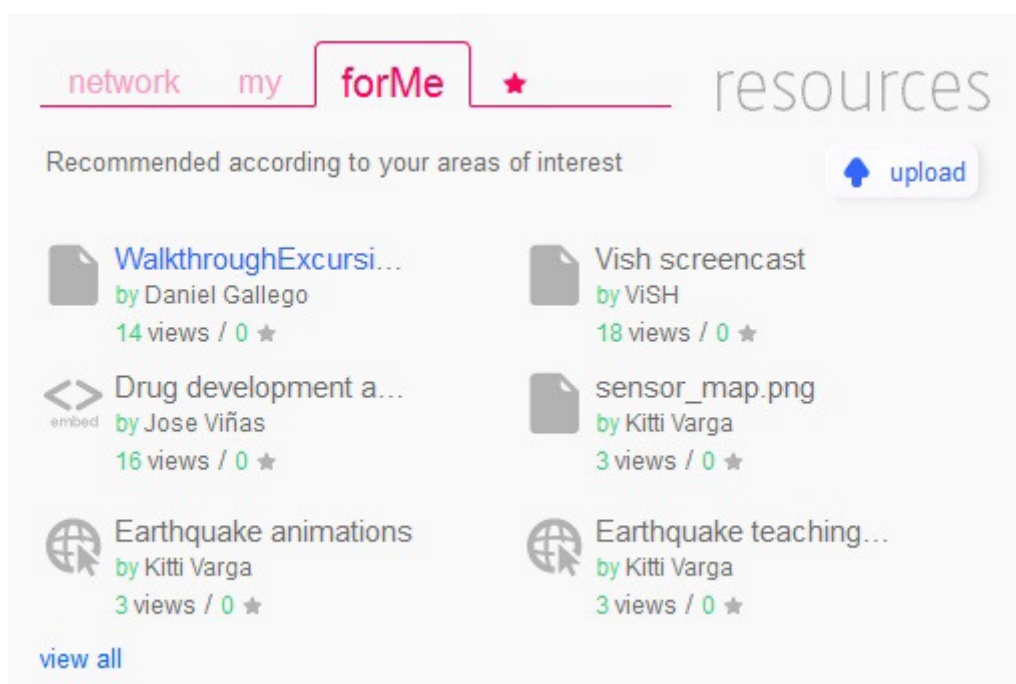 network my forMe resources
Recommended according to your areas of interest
upload
WalkthroughExcursi...
by Daniel Gallego
14 views / 0
Vish screencast
by ViSH
18 views / 0
embed
Drug development a...
by Jose Viñas
16 views / 0
sensor_map.png
by Kitti Varga
3 views / 0
Earthquake animations
by Kitti Varga
3 views / 0
Earthquake teaching...
by Kitti Varga
3 views / 0
view all